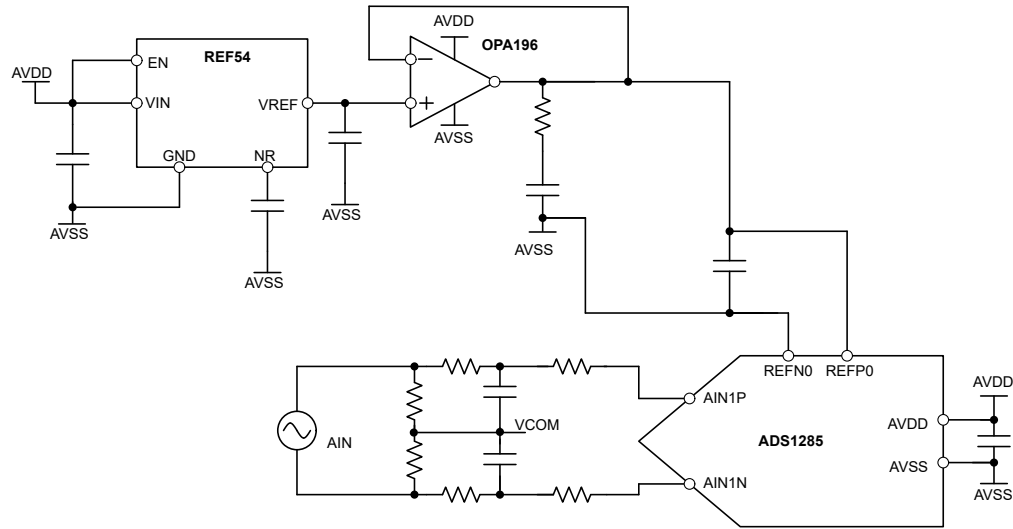 AVDD
OPA196
REF54
AVDD
EN
VIN
VREF
−
+
AVSS
GND
NR
AVSS
AVSS
AVSS
AVSS
REFN0
REFP0
AVDD
AIN1P
AIN
VCOM
AVDD
ADS1285
AVSS
AIN1N
AVSS